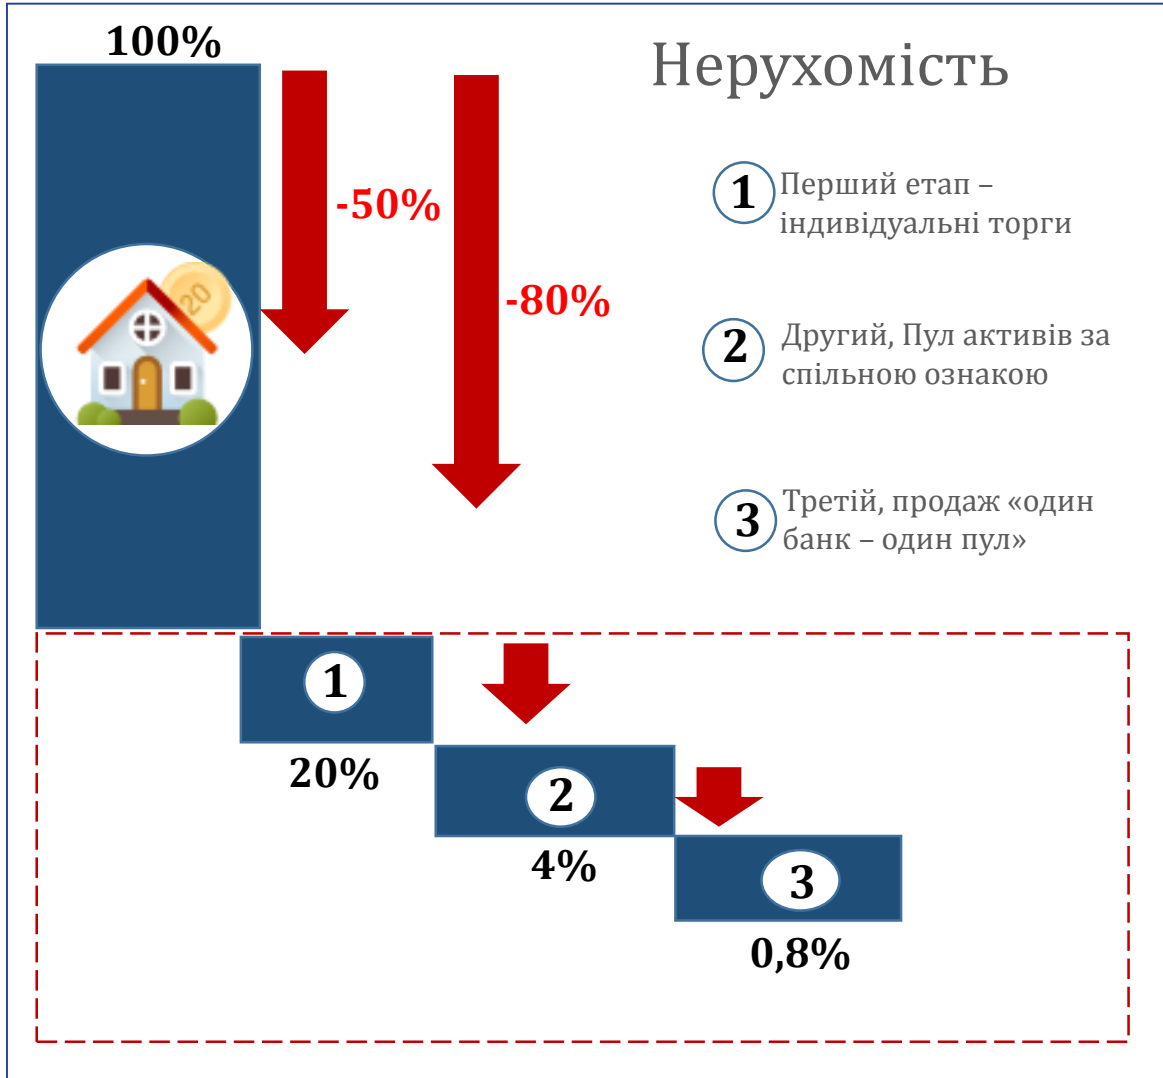 100%
Нерухомість
-50%
-80%
1
Перший етап –
індивідуальні торги
2
Другий, Пул активів за
спільною ознакою
3
Третій, продаж «один
банк – один пул»
20
1
20%
2
4%
3
0,8%